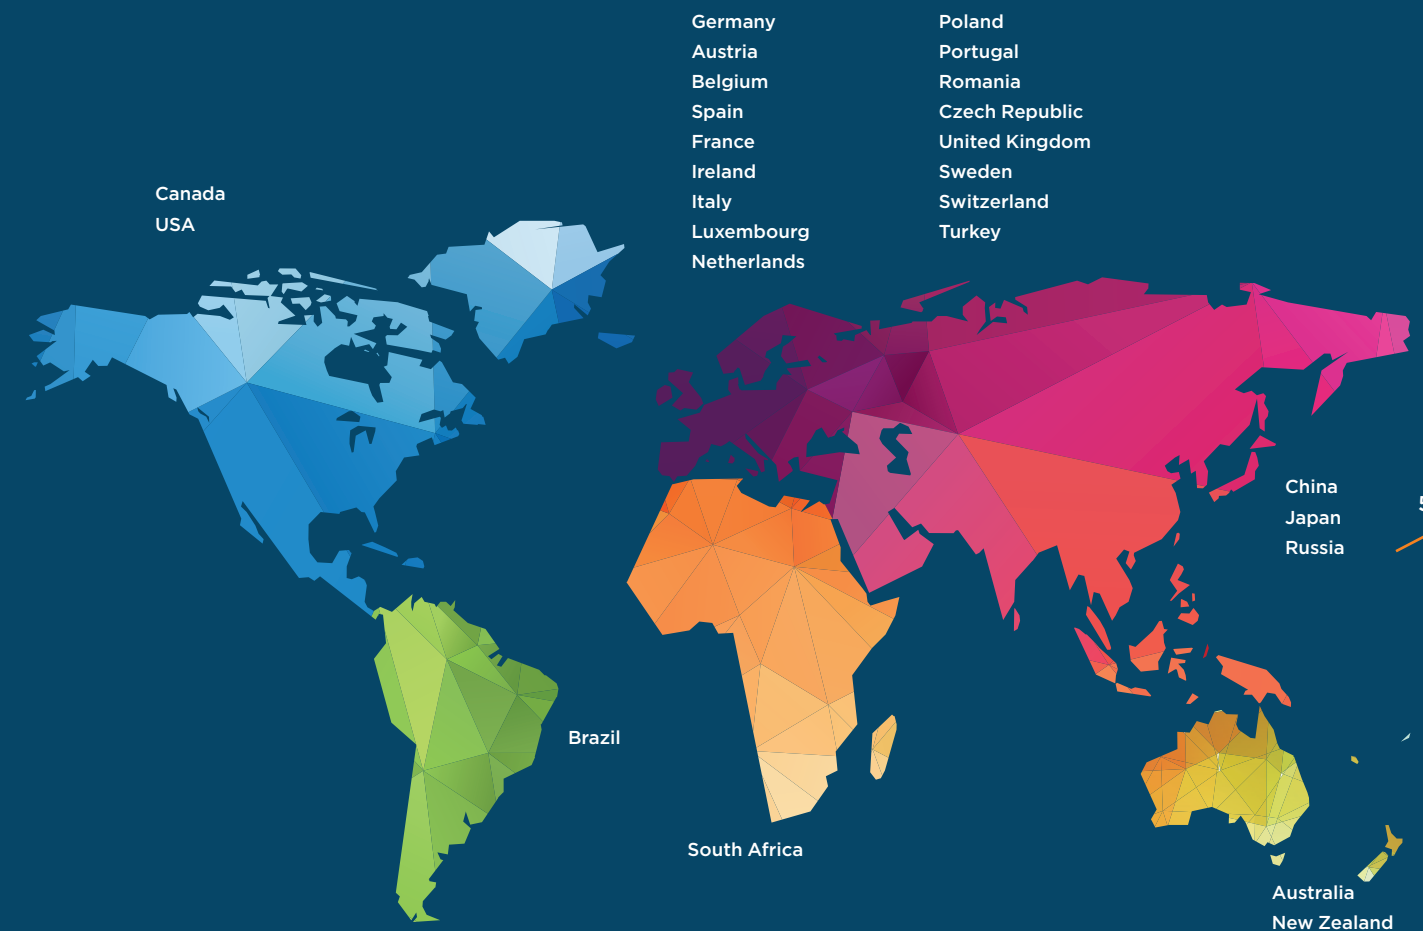 Germany
Austria
Belgium
Spain
France
Ireland
Italy
Luxembourg
Netherlands
Poland
Portugal
Romania
Czech Republic
United Kingdom
Sweden
Switzerland
Turkey
Canada
USA
China
Japan
Russia
Brazil
South Africa
Australia
New Zealand